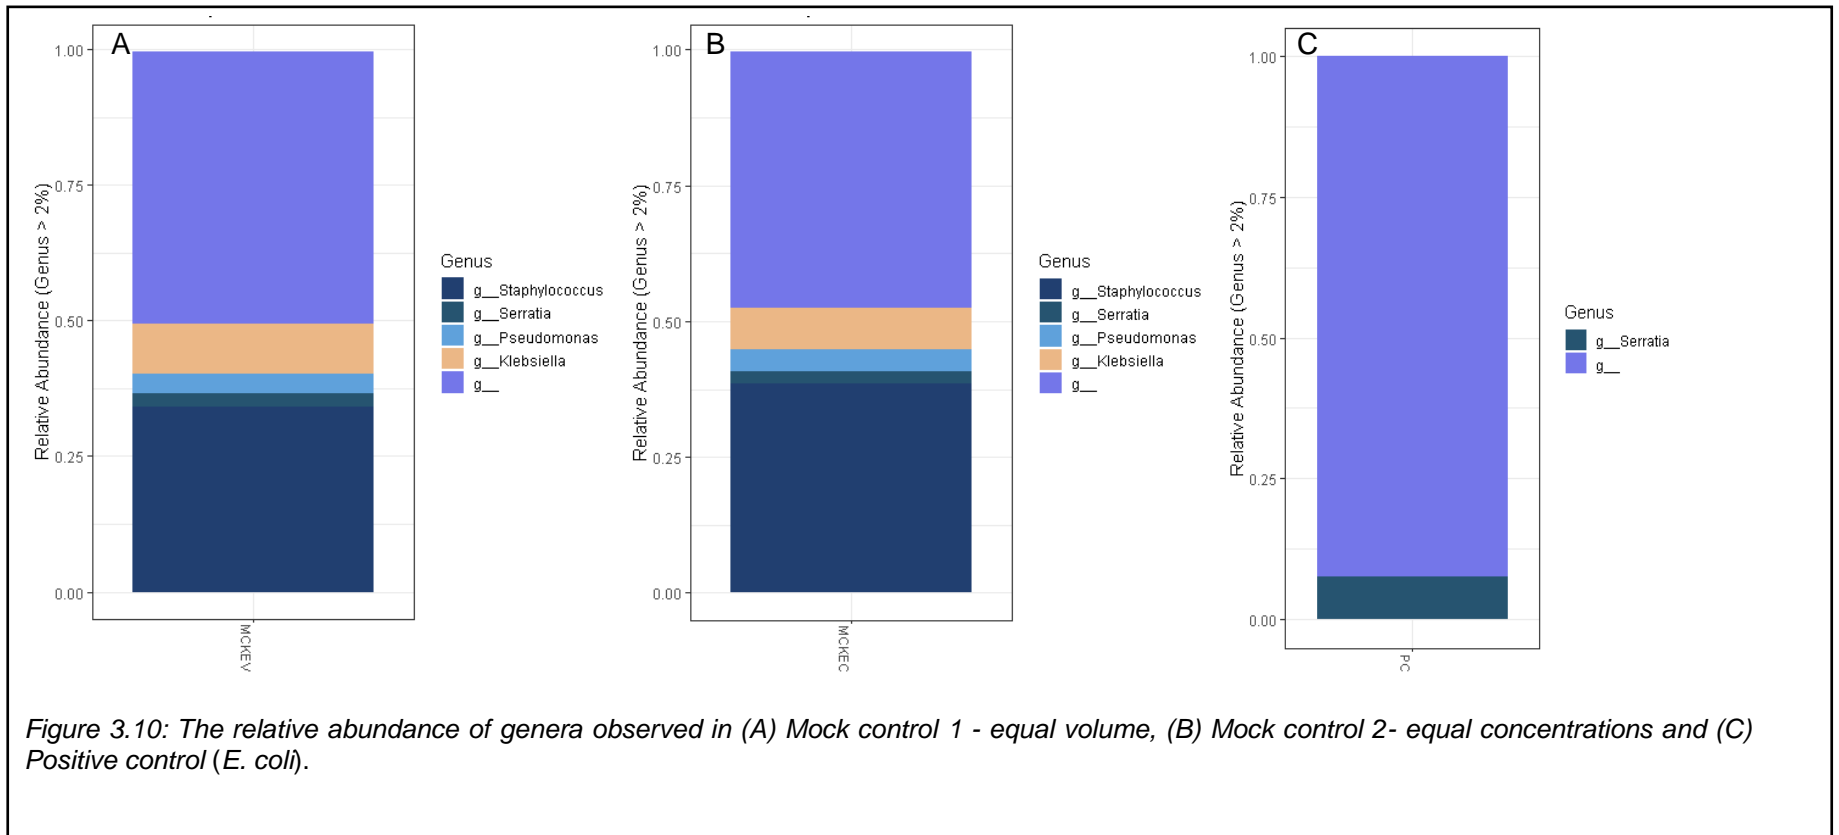 A
1.00
0.75
0.50
0.25
0.00
Relative Abundance (Genus > 2%)
MCKEV
Genus
g__Staphylococcus
g__Serratia
g__Pseudomonas
g__Klebsiella
g__
B
1.00
0.75
0.50
0.25
0.00
Relative Abundance (Genus > 2%)
MCKEC
Genus
g__Staphylococcus
g__Serratia
g__Pseudomonas
g__Klebsiella
g__
C
1.00
0.75
0.50
0.25
0.00
Relative Abundance (Genus > 2%)
PC
Genus
g__Serratia
g__
Figure 3.10: The relative abundance of genera observed in (A) Mock control 1 - equal volume, (B) Mock control 2- equal concentrations and (C)
Positive control (E. coli).